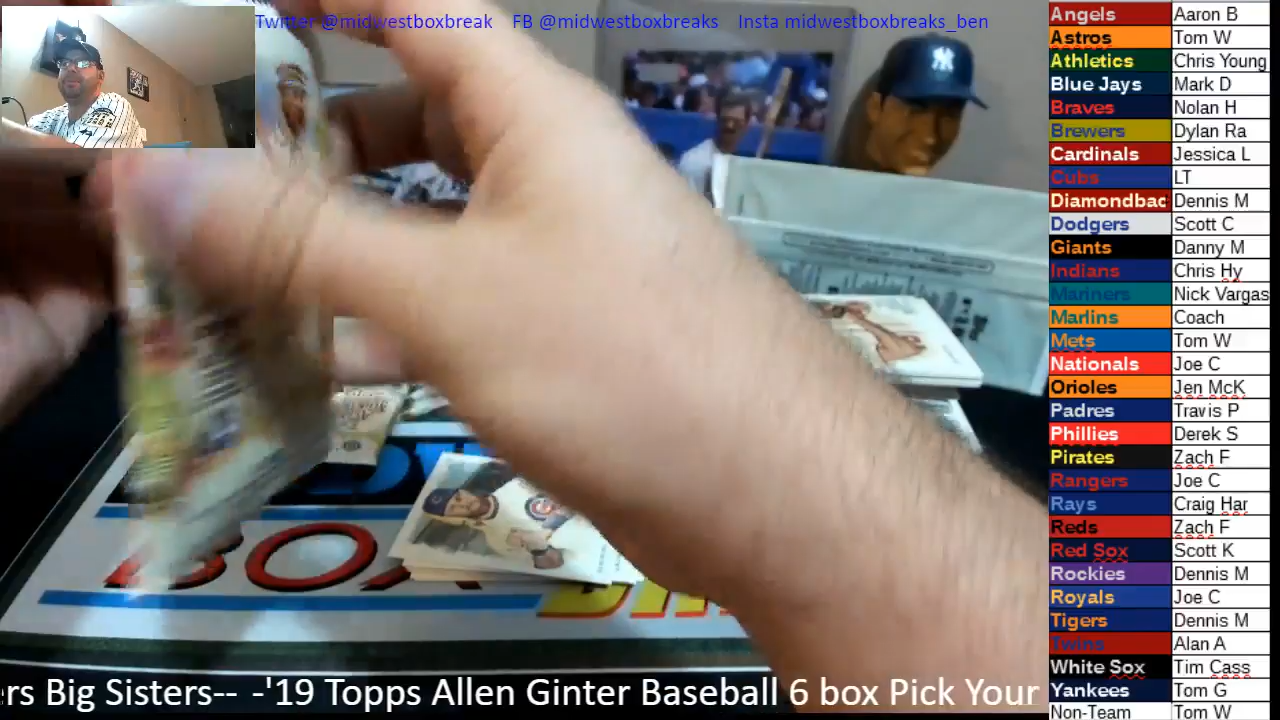 Twitter @midwestboxbreak FB @midwestboxbreaks Insta midwestboxbreaks_ben
Angels Aaron B
Astros Tom W
Athletics Chris Young
Blue Jays Mark D
Braves Nolan H
Brewers Dylan Ra
Cardinals Jessica L
Cubs LT
Diamondbac Dennis M
Dodgers Scott C
Giants Danny M
Indians Chris Hy
Mariners Nick Vargas
Marlins Coach
Mets Tom W
Nationals Joe C
Orioles Jen McK
Padres Travis P
Phillies Derek S
Pirates Zach F
Rangers Joe C
Rays Craig Har
Reds Zach F
Red Sox Scott K
Rockies Dennis M
Royals Joe C
Tigers Dennis M
Twins Alan A
White Sox Tim Cass
Yankees Tom G
Non-Team Tom W
BOX
rs Big Sisters-- -'19 Topps Allen Ginter Baseball 6 box Pick Your